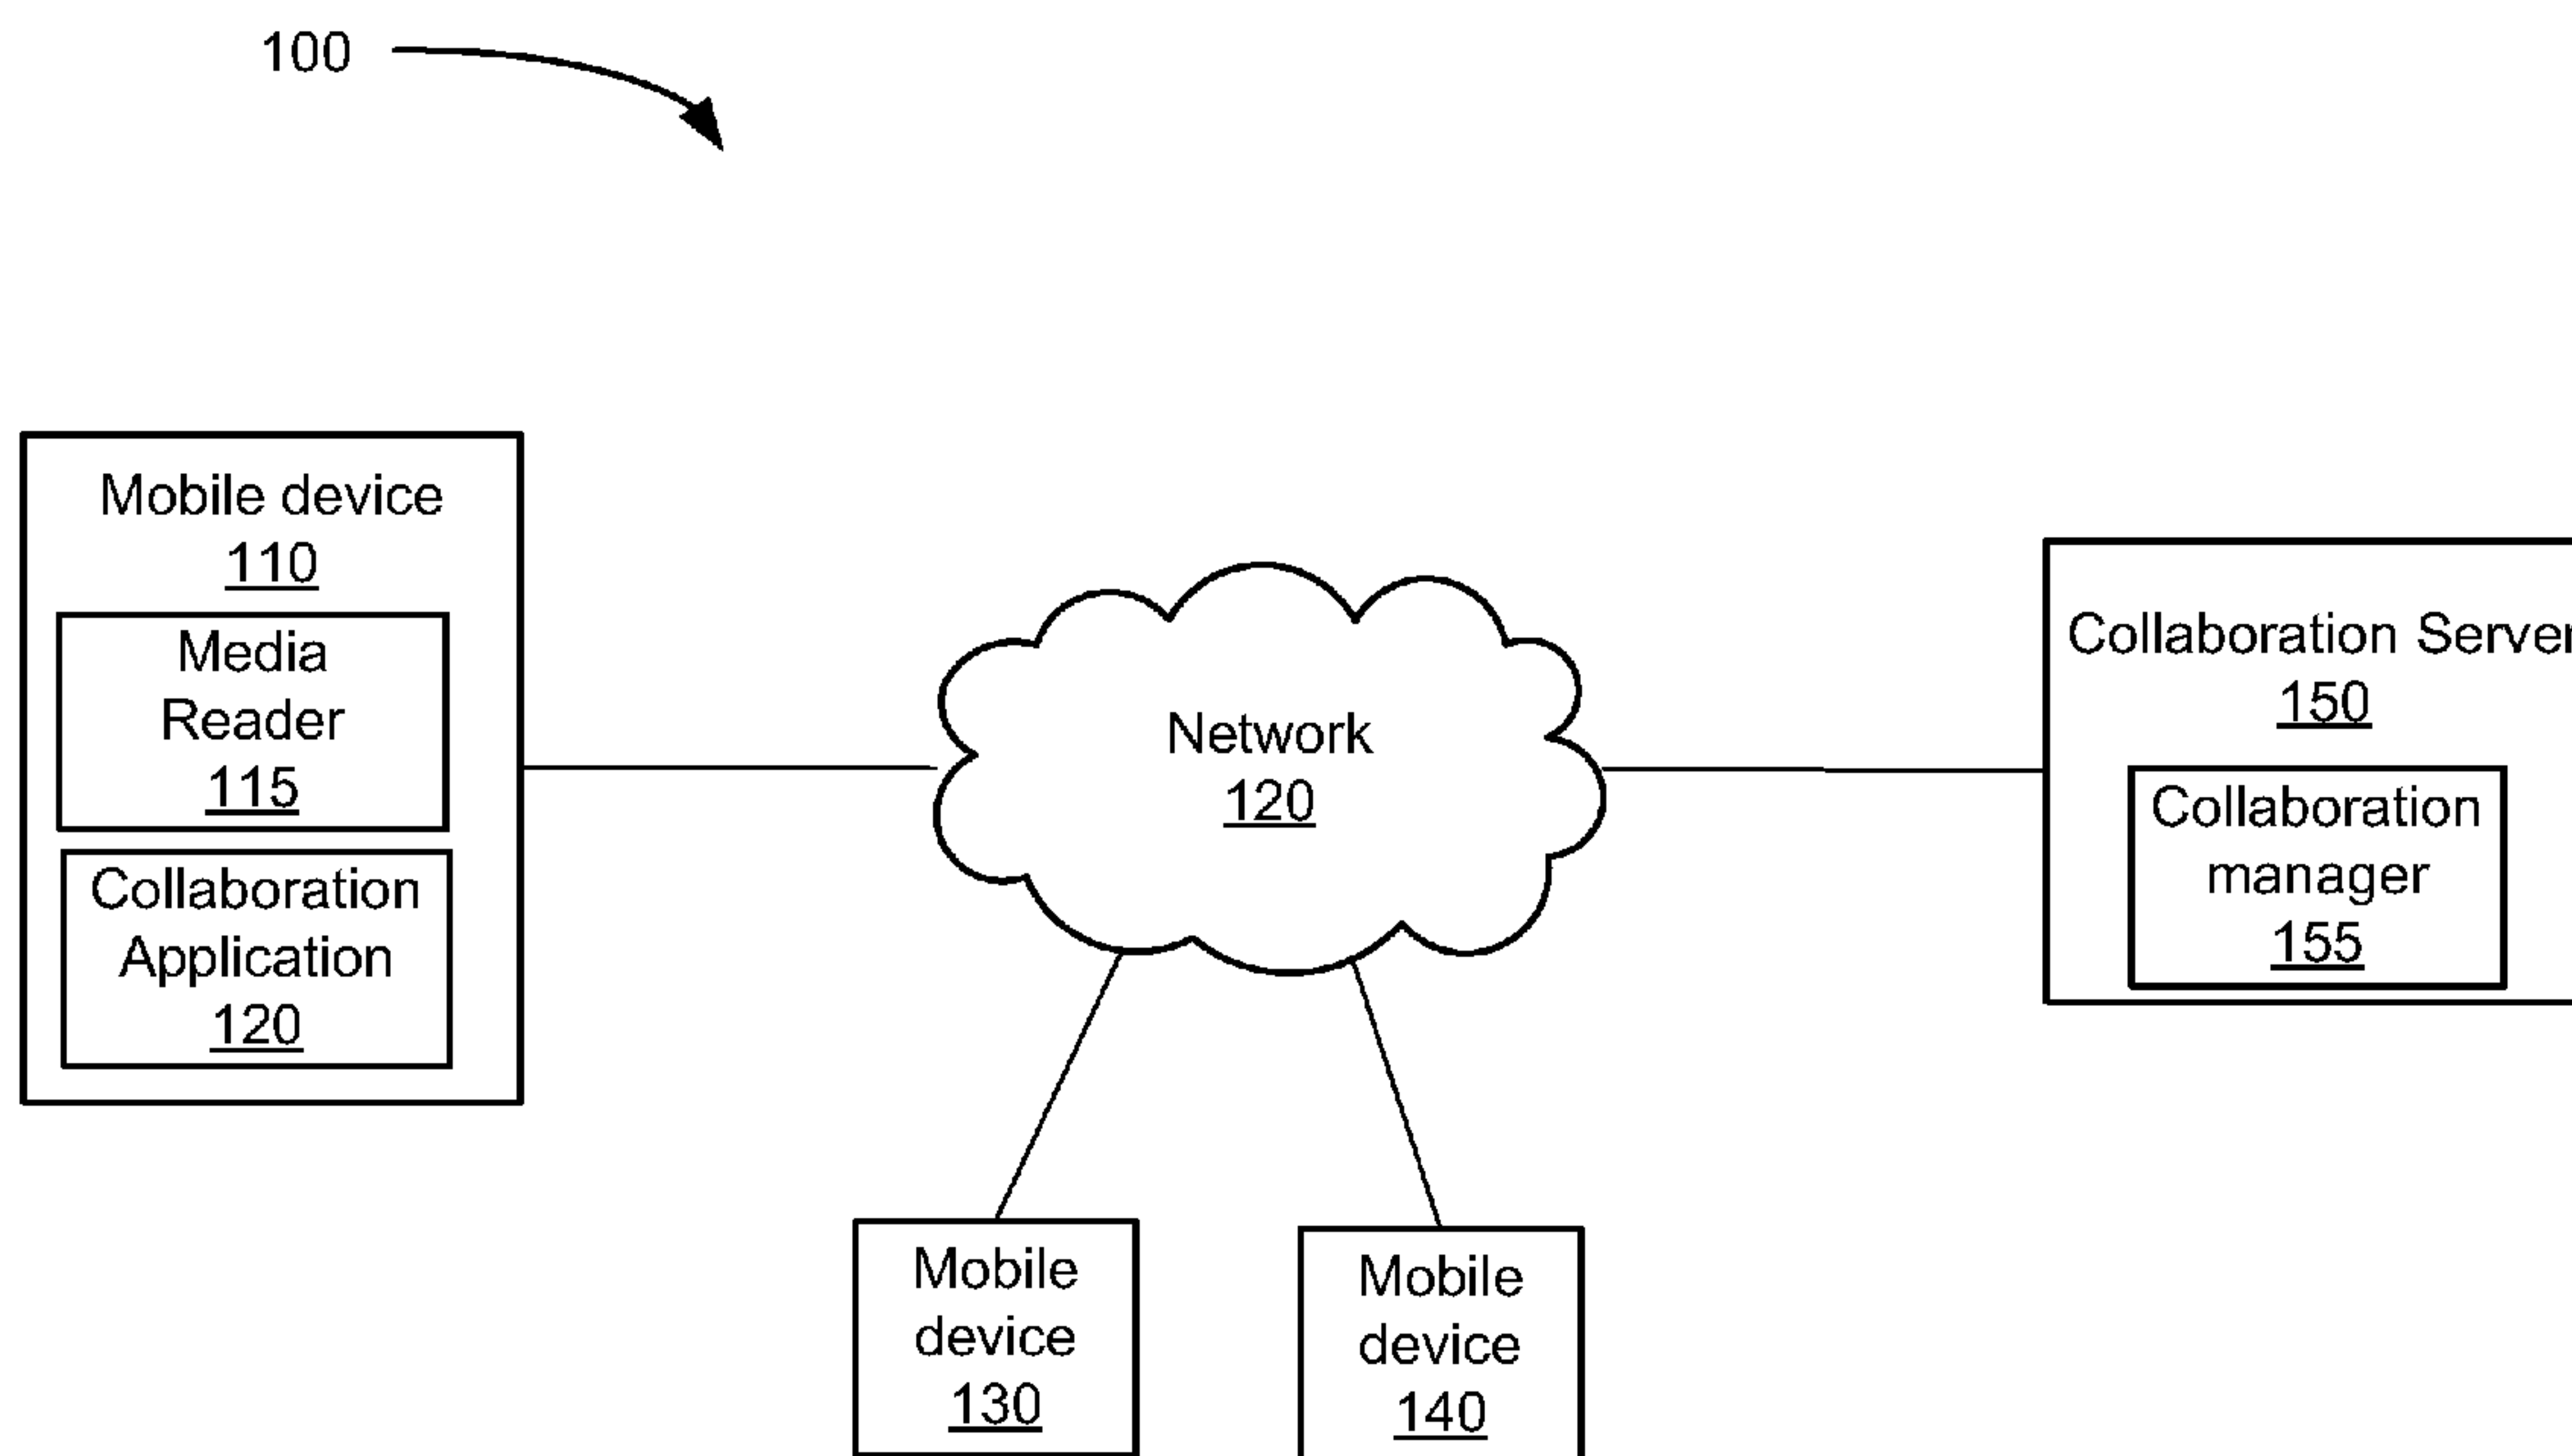 100
Mobile device
110
Media
Reader
115
Collaboration
Application
120
Network
120
Collaboration Server
150
Collaboration
manager
155
Mobile
device
130
Mobile
device
140